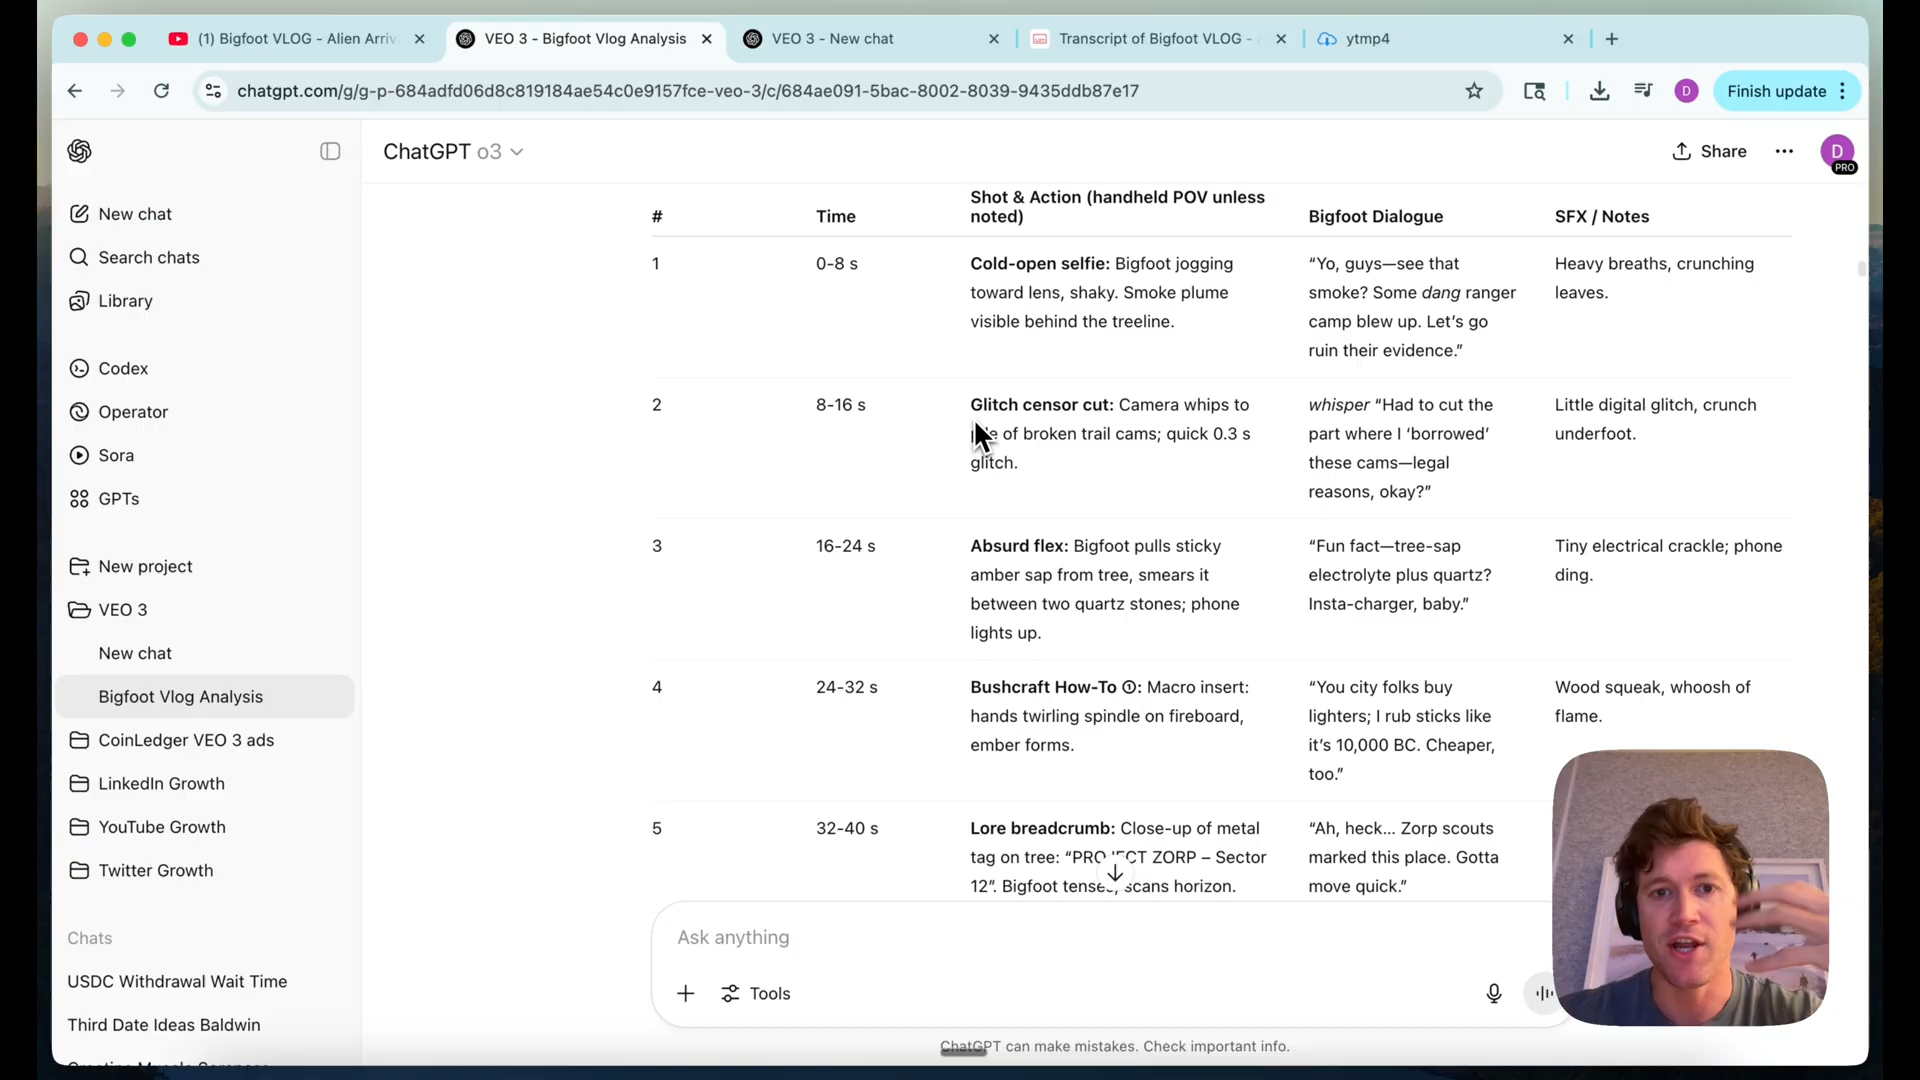 (1) Bigfoot VLOG - Alien Arriv
VEO 3 - Bigfoot Vlog Analysis
VEO 3 - New chat
Transcript of Bigfoot VLOG -
ytmp4
chatgpt.com/g/g-p-684adfd06d8c819184ae54c0e9157fce-veo-3/c/684ae091-5bac-8002-8039-9435ddb87e17
D
Finish update
ChatGPT o3
Share
D
PRO
New chat
Search chats
Library
Codex
Operator
Sora
GPTs
New project
VEO 3
New chat
Bigfoot Vlog Analysis
CoinLedger VEO 3 ads
LinkedIn Growth
YouTube Growth
Twitter Growth
Chats
USDC Withdrawal Wait Time
Third Date Ideas Baldwin
# Time Shot & Action (handheld POV unless noted) Bigfoot Dialogue SFX / Notes
1
0-8 s
Cold-open selfie: Bigfoot jogging
toward lens, shaky. Smoke plume
visible behind the treeline.
“Yo, guys—see that
smoke? Some dang ranger
camp blew up. Let’s go
ruin their evidence.”
Heavy breaths, crunching
leaves.
2
8-16 s
Glitch censor cut: Camera whips to
of broken trail cams; quick 0.3 s
glitch.
whisper “Had to cut the
part where I ‘borrowed’
these cams—legal
reasons, okay?”
Little digital glitch, crunch
underfoot.
3
16-24 s
Absurd flex: Bigfoot pulls sticky
amber sap from tree, smears it
between two quartz stones; phone
lights up.
“Fun fact—tree-sap
electrolyte plus quartz?
Insta-charger, baby.”
Tiny electrical crackle; phone
ding.
4
24-32 s
Bushcraft How-To ①: Macro insert:
hands twirling spindle on fireboard,
ember forms.
“You city folks buy
lighters; I rub sticks like
it’s 10,000 BC. Cheaper,
too.”
Wood squeak, whoosh of
flame.
5
32-40 s
Lore breadcrumb: Close-up of metal
tag on tree: “PROJECT ZORP – Sector
12”. Bigfoot tenses, scans horizon.
“Ah, heck... Zorp scouts
marked this place. Gotta
move quick.”
Ask anything
Tools
ChatGPT can make mistakes. Check important info.